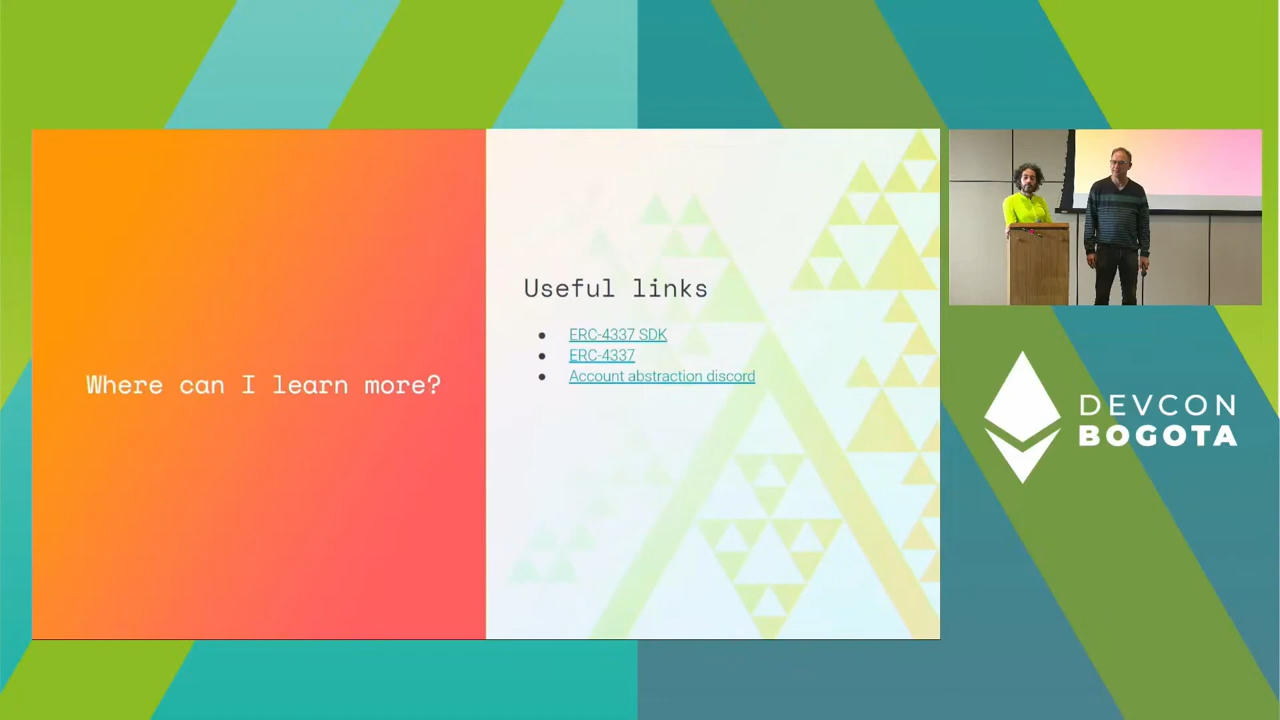 Where can I learn more?
Useful links
ERC-4337 SDK
ERC-4337
Account abstraction discord
DEVCON
BOGOTA